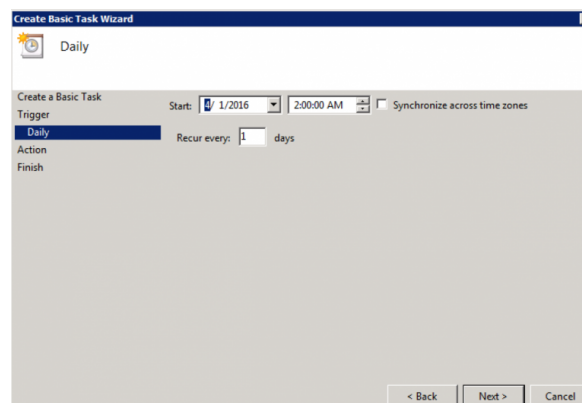 Create Basic Task Wizard
Daily
Create a Basic Task
Trigger
Daily
Action
Finish
Start: 4/ 1/2016 2:00:00 AM Synchronize across time zones
Recur every: 1 days
< Back Next > Cancel